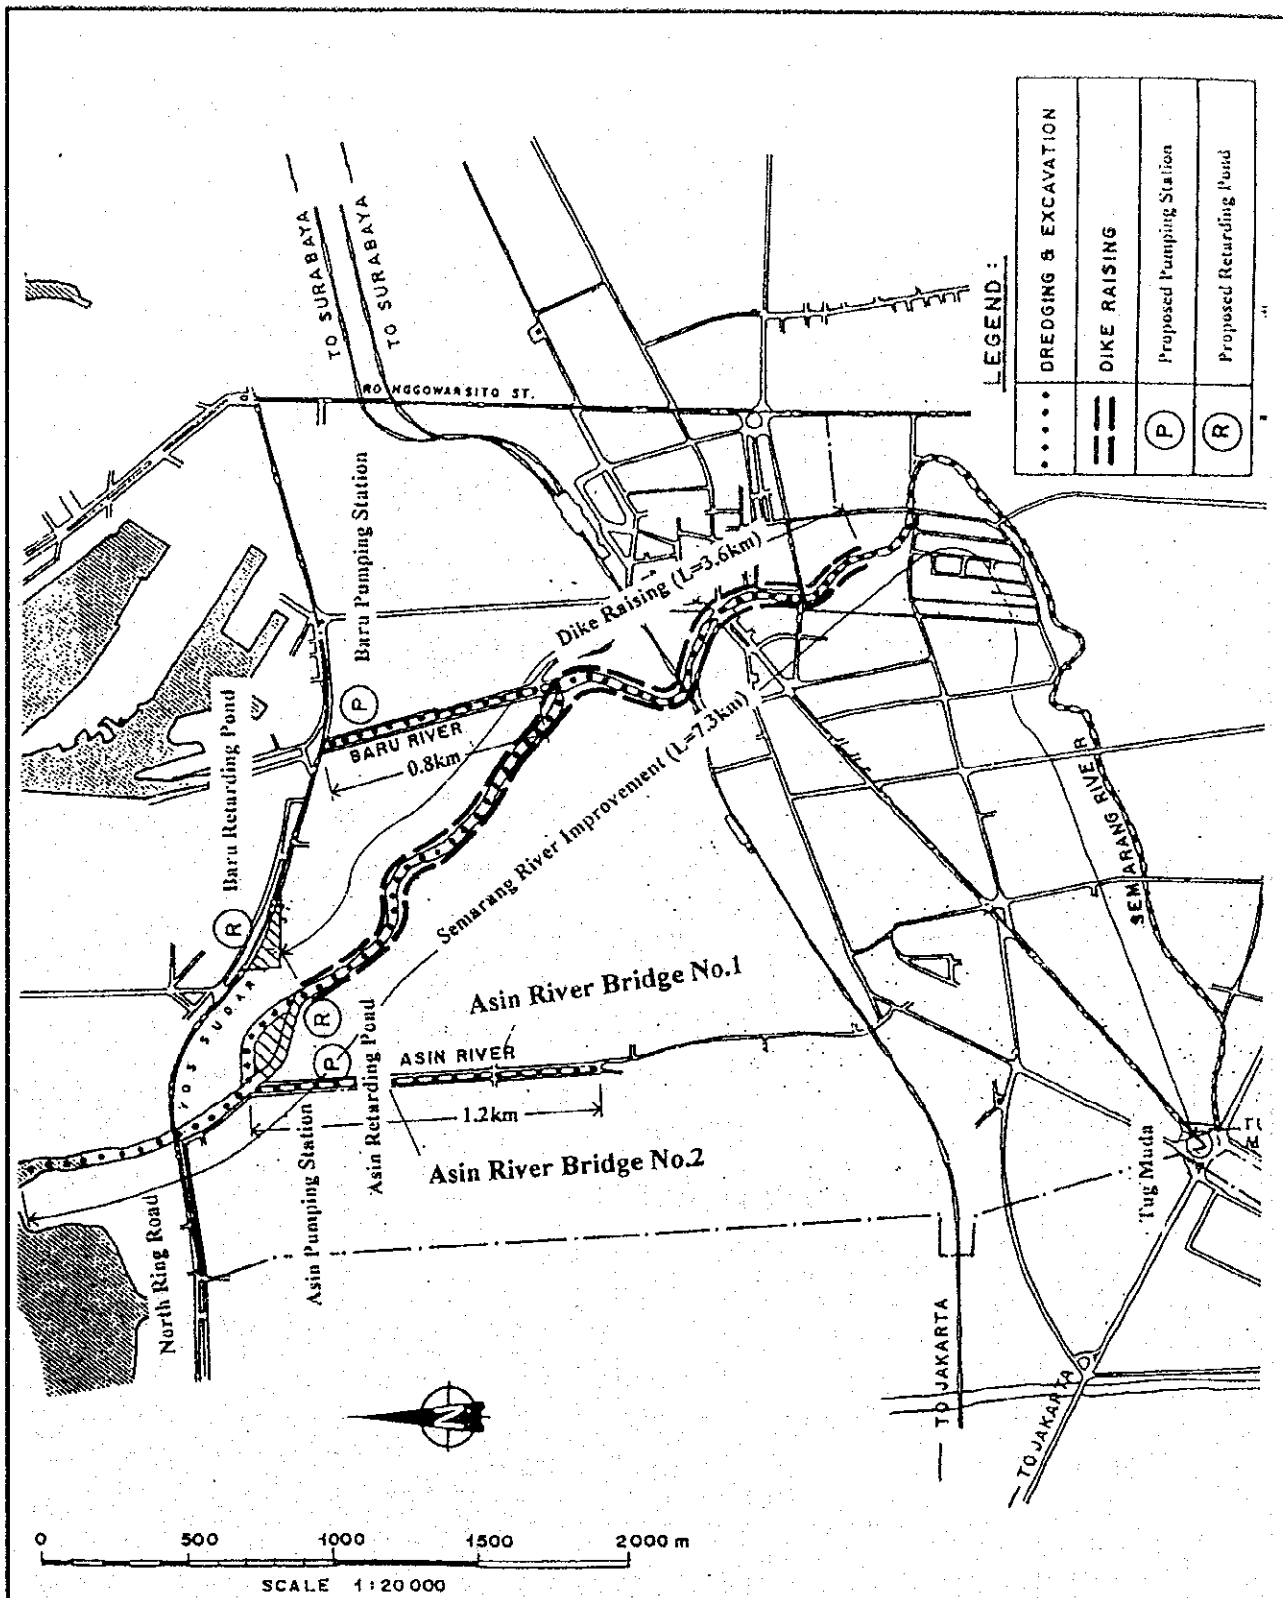 TO SURABAYA
TO SURABAYA
RONGGOWARSITO ST.
LEGEND :
DREDGING & EXCAVATION
DIKE RAISING
P
Proposed Pumping Station
R
Proposed Retarding Pond
Baru Pumping Station
P
Baru Retarding Pond
R
BARU RIVER
0.8km
Dike Raising (L=3.6km)
Semarang River Improvement (L=7.3km)
SEMARANG RIVER
YOS SUDAR
R
P
Asin River Bridge No.1
ASIN RIVER
1.2km
Asin River Bridge No.2
Asin Retarding Pond
Asin Pumping Station
North Ring Road
Tug Muda
TO JAKARTA
TO JAKARTA
N
0 500 1000 1500 2000 m
SCALE 1:20 000